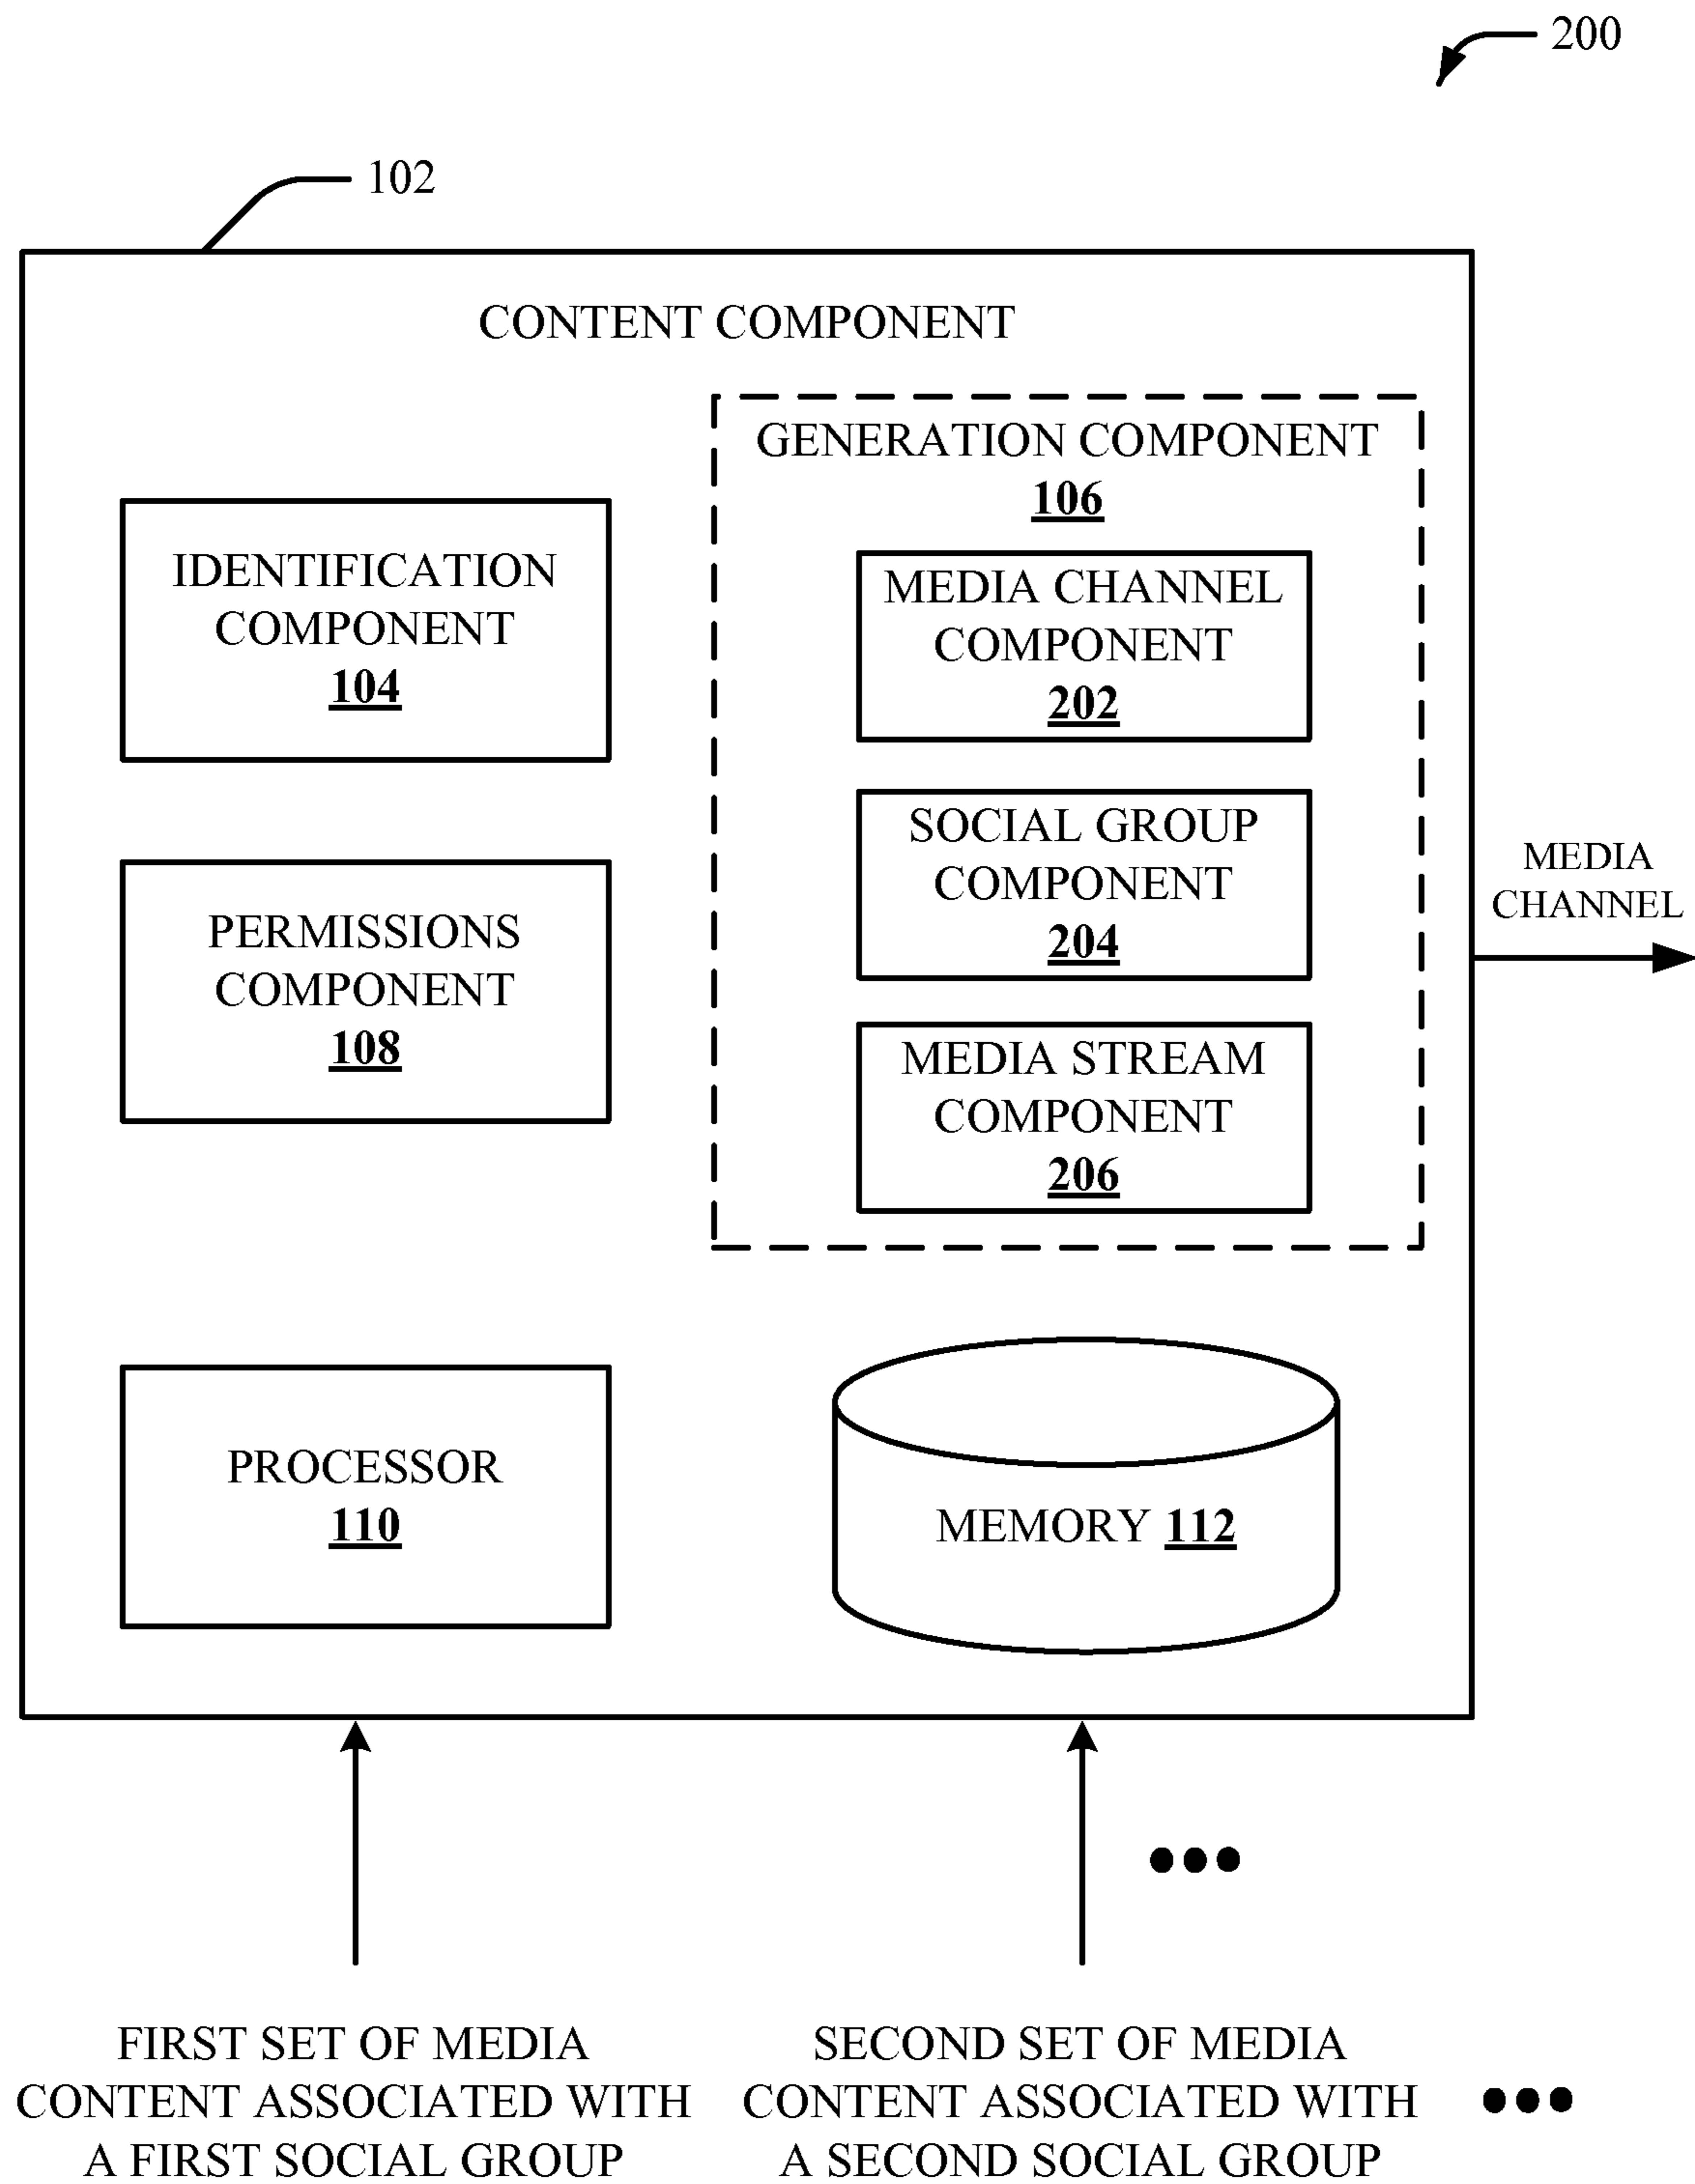 200
102
CONTENT COMPONENT
GENERATION COMPONENT
106
IDENTIFICATION
COMPONENT
104
MEDIA CHANNEL
COMPONENT
202
SOCIAL GROUP
COMPONENT
204
MEDIA
CHANNEL
PERMISSIONS
COMPONENT
108
MEDIA STREAM
COMPONENT
206
PROCESSOR
110
MEMORY 112
FIRST SET OF MEDIA
CONTENT ASSOCIATED WITH
A FIRST SOCIAL GROUP
SECOND SET OF MEDIA
CONTENT ASSOCIATED WITH
A SECOND SOCIAL GROUP